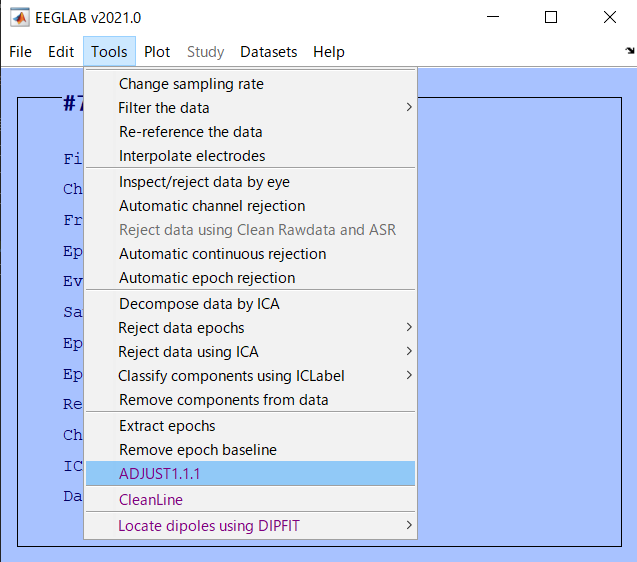 EEGLAB v2021.0
File Edit Tools Plot Study Datasets Help
#7
Change sampling rate
Fi
Filter the data
Ch
Re-reference the data
Fr
Interpolate electrodes
Ep
Inspect/reject data by eye
Ev
Automatic channel rejection
Sa
Reject data using Clean Rawdata and ASR
Ep
Automatic continuous rejection
Ep
Automatic epoch rejection
Re
Decompose data by ICA
Ch
Reject data epochs
IC
Reject data using ICA
Da
Classify components using ICLabel
Remove components from data
Extract epochs
Remove epoch baseline
ADJUST1.1.1
CleanLine
Locate dipoles using DIPFIT